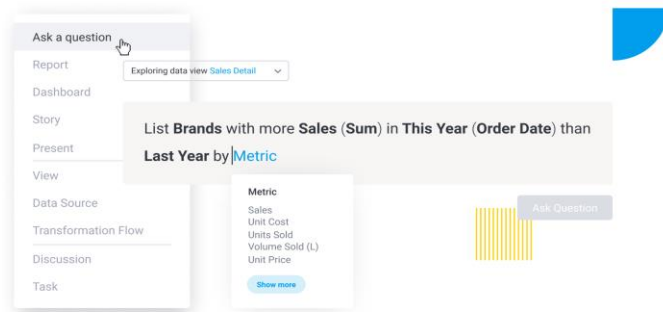 Ask a question
Report
Dashboard
Story
Present
View
Data Source
Transformation Flow
Discussion
Task
Exploring data view Sales Detail
List Brands with more Sales (Sum) in This Year (Order Date) than
Last Year by Metric
Metric
Sales
Unit Cost
Units Sold
Volume Sold (L)
Unit Price
Show more
Ask Question